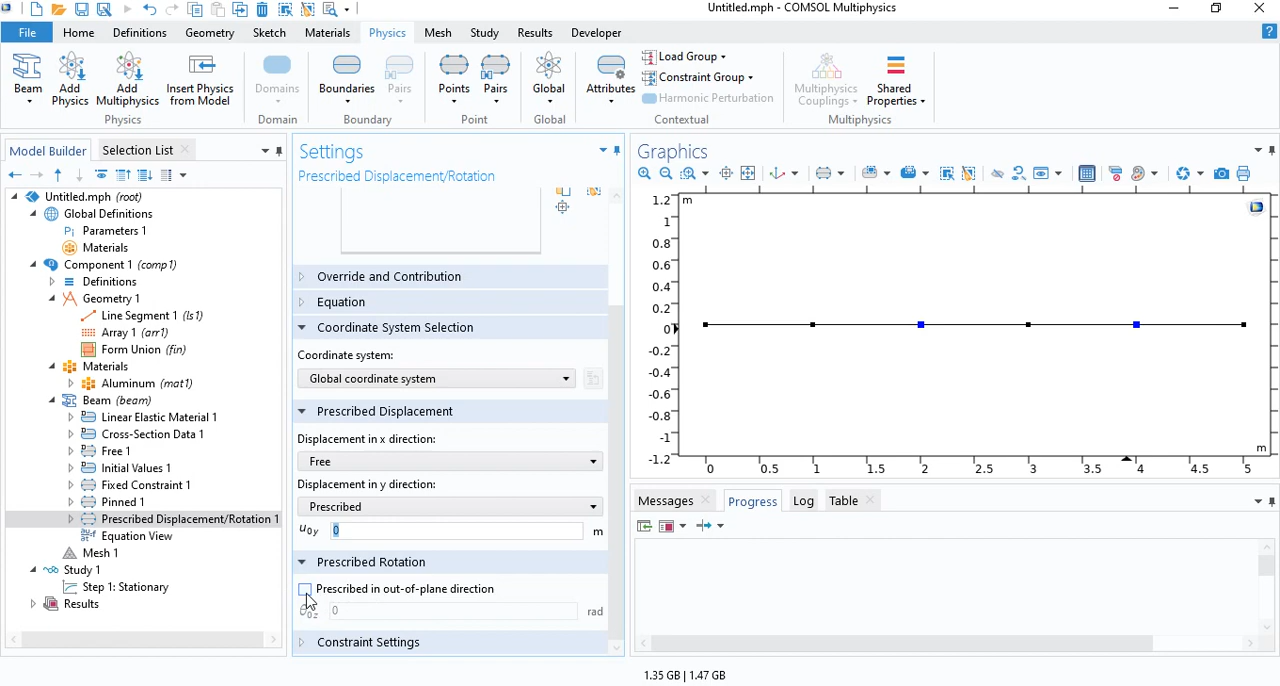 Untitled.mph - COMSOL Multiphysics
File Home Definitions Geometry Sketch Materials Physics Mesh Study Results Developer
Beam
Add Physics
Add Multiphysics
Insert Physics from Model
Physics
Domains
Domain
Boundaries
Pairs
Boundary
Points
Pairs
Point
Global
Global
Attributes
Load Group
Constraint Group
Harmonic Perturbation
Contextual
Multiphysics Couplings
Shared Properties
Multiphysics
Model Builder Selection List
Untitled.mph (root)
Global Definitions
Pi Parameters 1
Materials
Component 1 (comp1)
Definitions
Geometry 1
Line Segment 1 (ls1)
Array 1 (arr1)
Form Union (fin)
Materials
Aluminum (mat1)
Beam (beam)
Linear Elastic Material 1
Cross-Section Data 1
Free 1
Initial Values 1
Fixed Constraint 1
Pinned 1
Prescribed Displacement/Rotation 1
Equation View
Mesh 1
Study 1
Step 1: Stationary
Results
Settings
Prescribed Displacement/Rotation
Override and Contribution
Equation
Coordinate System Selection
Coordinate system:
Global coordinate system
Prescribed Displacement
Displacement in x direction:
Free
Displacement in y direction:
Prescribed
u0y 0 m
Prescribed Rotation
Prescribed in out-of-plane direction
θ0z 0 rad
Constraint Settings
Graphics
m
1.2
1
0.8
0.6
0.4
0.2
0
-0.2
-0.4
-0.6
-0.8
-1
-1.2
m
0 0.5 1 1.5 2 2.5 3 3.5 4 4.5 5
Messages Progress Log Table
1.35 GB | 1.47 GB